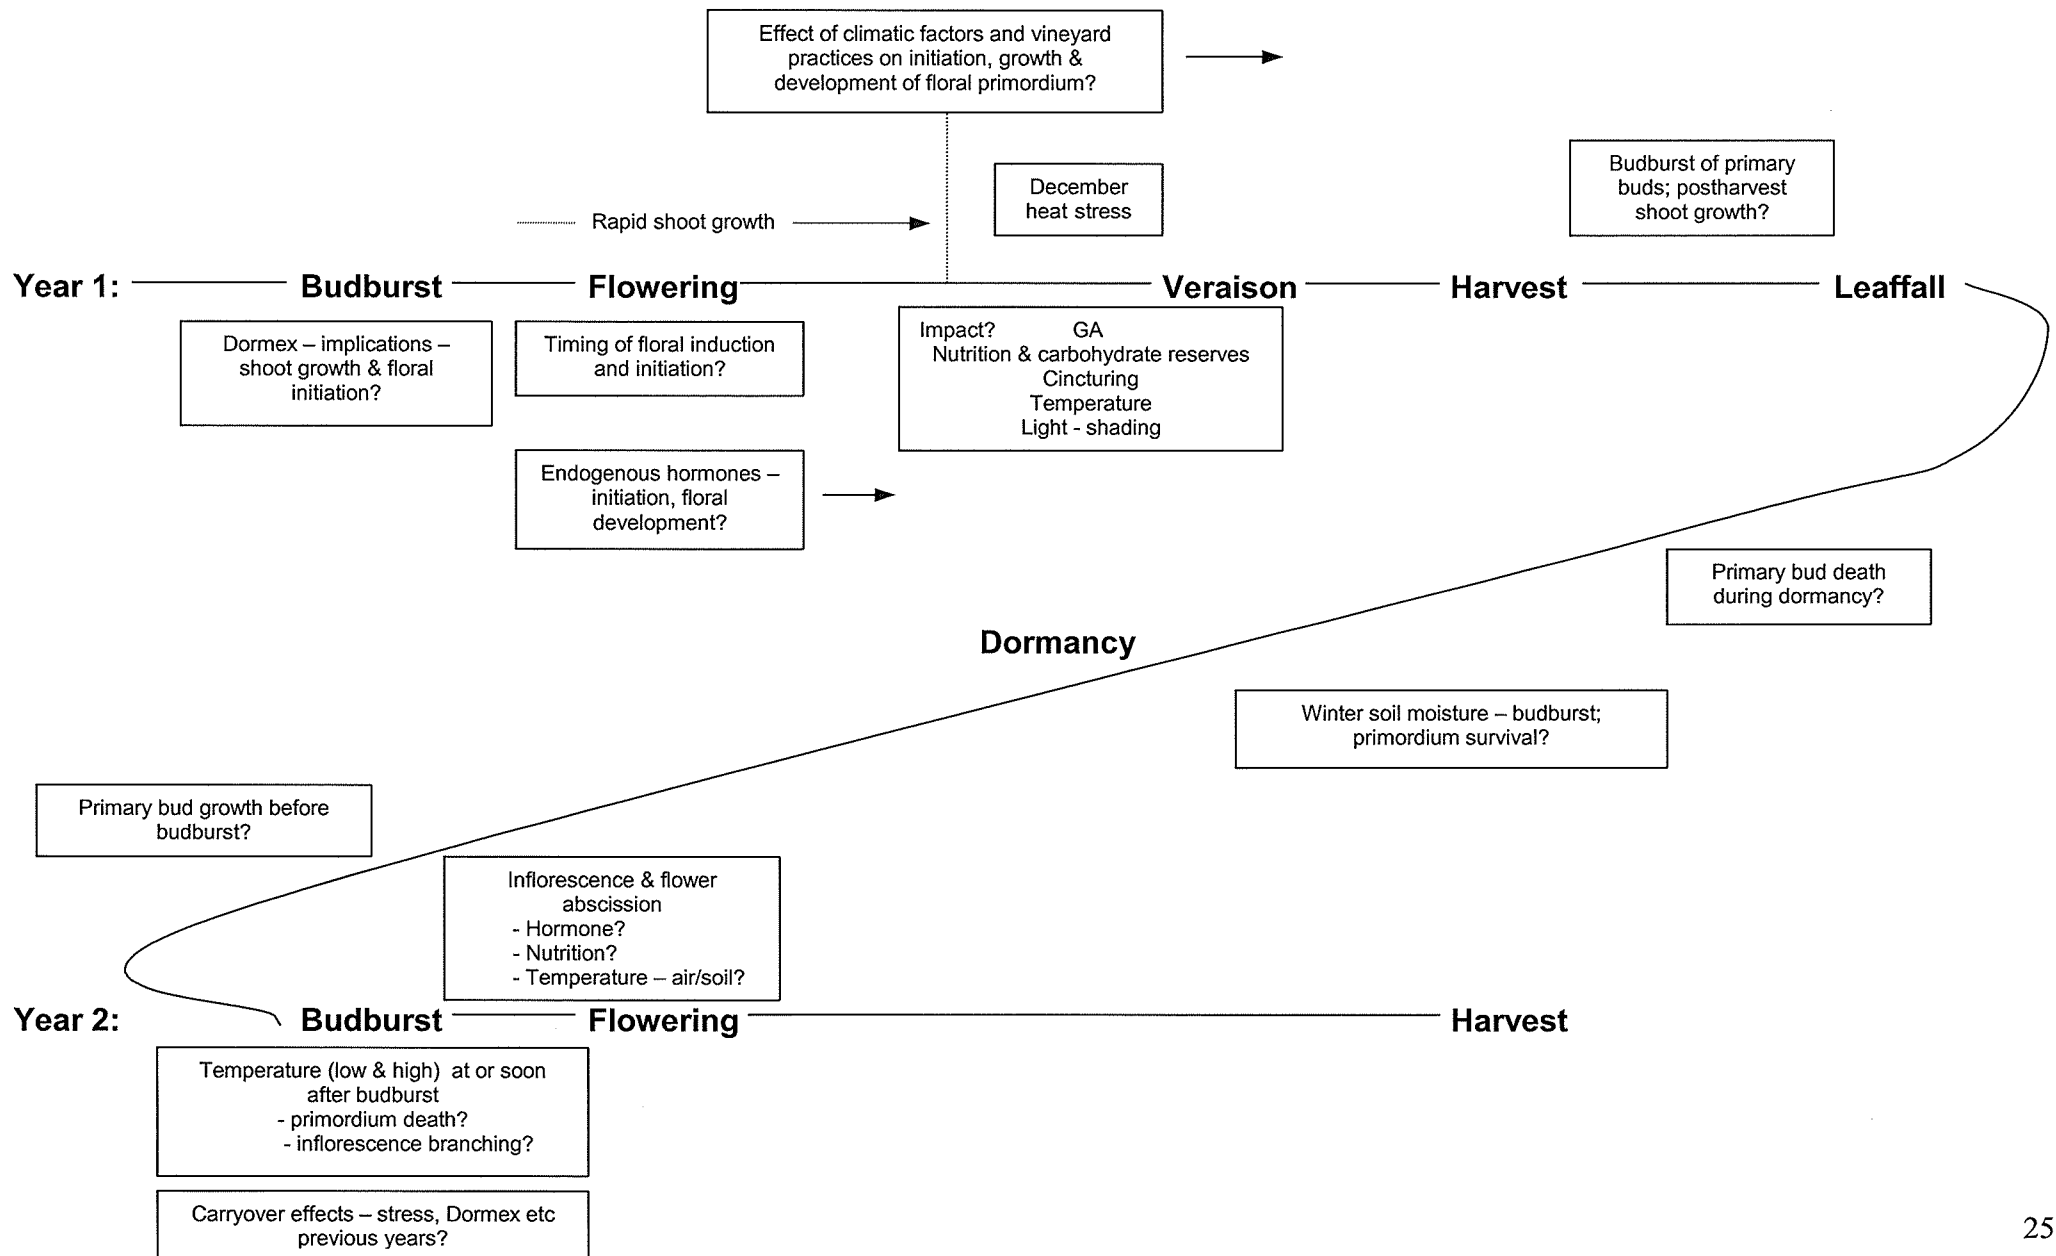 Effect of climatic factors and vineyard
practices on initiation, growth &
development of floral primordium?
December
heat stress
Budburst of primary
buds; postharvest
shoot growth?
Rapid shoot growth
Year 1: Budburst Flowering Veraison Harvest Leaffall
Dormex – implications –
shoot growth & floral
initiation?
Timing of floral induction
and initiation?
Impact? GA
Nutrition & carbohydrate reserves
Cincturing
Temperature
Light - shading
Endogenous hormones –
initiation, floral
development?
Primary bud death
during dormancy?
Dormancy
Winter soil moisture – budburst;
primordium survival?
Primary bud growth before
budburst?
Inflorescence & flower
abscission
- Hormone?
- Nutrition?
- Temperature – air/soil?
Year 2: Budburst Flowering Harvest
Temperature (low & high) at or soon
after budburst
- primordium death?
- inflorescence branching?
Carryover effects – stress, Dormex etc
previous years?
25